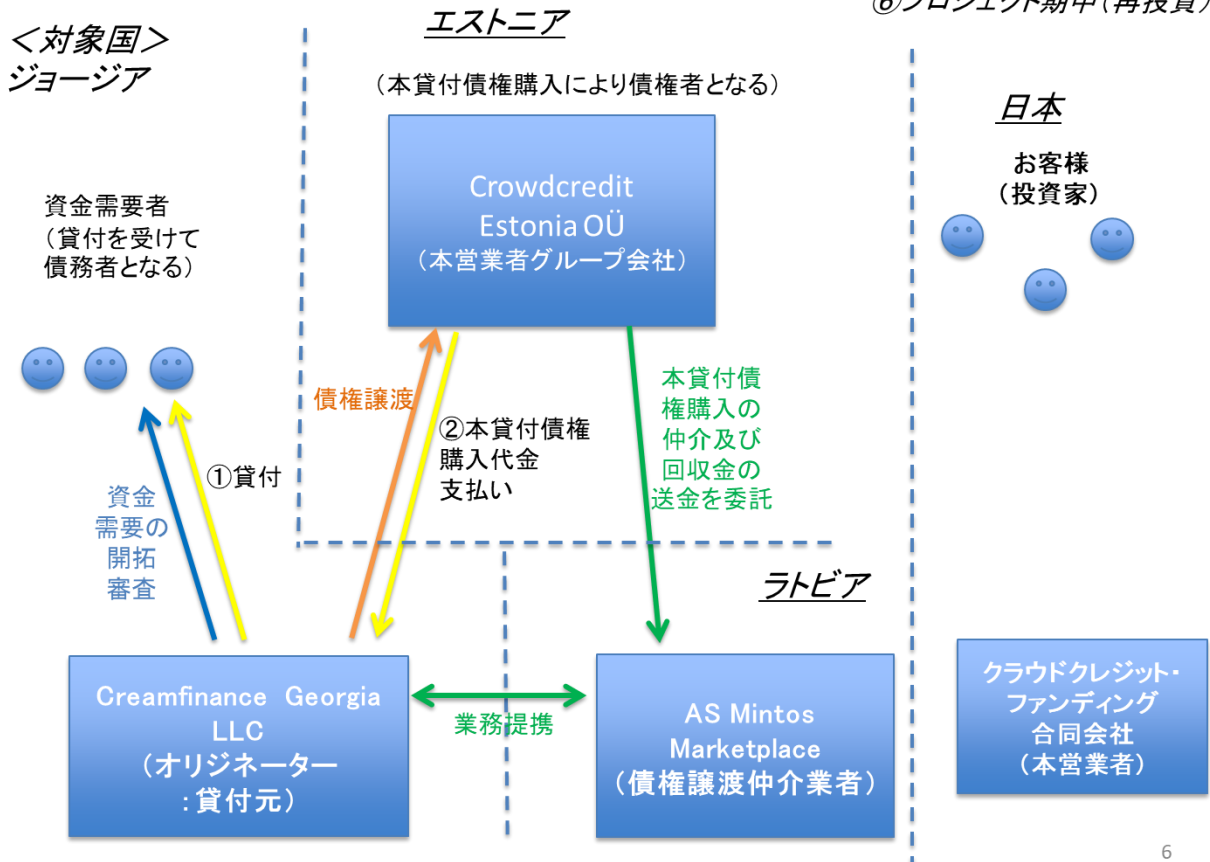 ⑥プロジェクト期中(再投資)
＜対象国＞
ジョージア
エストニア
（本貸付債権購入により債権者となる）
日本
お客様
（投資家）
資金需要者
（貸付を受けて
債務者となる）
Crowdcredit
Estonia OÜ
（本営業者グループ会社）
債権譲渡
②本貸付債権
購入代金
支払い
本貸付債
権購入の
仲介及び
回収金の
送金を委託
①貸付
資金
需要の
開拓
審査
ラトビア
Creamfinance Georgia
LLC
（オリジネーター
：貸付元）
業務提携
AS Mintos
Marketplace
（債権譲渡仲介業者）
クラウドクレジット・
ファンディング
合同会社
（本営業者）
6